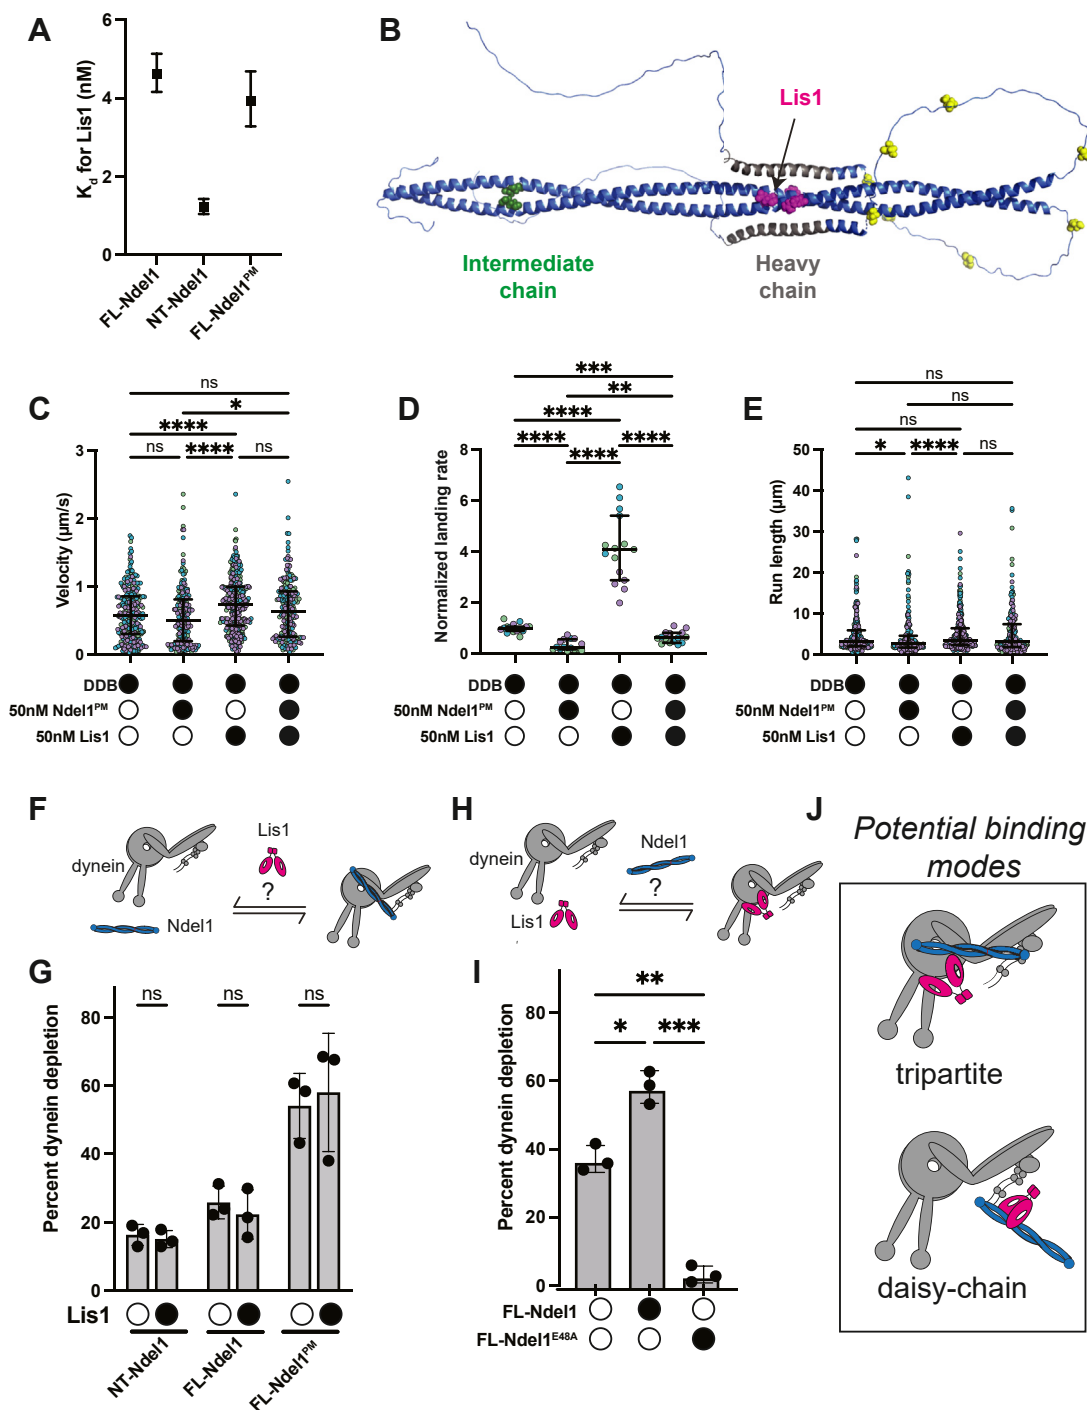 A
Kd for Lis1 (nM)
6
4
2
0
FL-Ndel1
NT-Ndel1
FL-Ndel1PM
B
Lis1
Intermediate
chain
Heavy
chain
C
ns
*
****
ns
****
ns
Velocity (μm/s)
3
2
1
0
DDB
50nM Ndel1PM
50nM Lis1
D
***
**
****
****
****
****
Normalized landing rate
8
6
4
2
0
DDB
50nM Ndel1PM
50nM Lis1
E
ns
ns
ns
*
****
ns
Run length (μm)
50
40
30
20
10
0
DDB
50nM Ndel1PM
50nM Lis1
F
Lis1
dynein
?
Ndel1
G
ns
ns
ns
Percent dynein depletion
80
60
40
20
0
Lis1
NT-Ndel1
FL-Ndel1
FL-Ndel1PM
H
Ndel1
dynein
?
Lis1
I
**
*
***
Percent dynein depletion
80
60
40
20
0
FL-Ndel1
FL-Ndel1E48A
J
Potential binding
modes
tripartite
daisy-chain